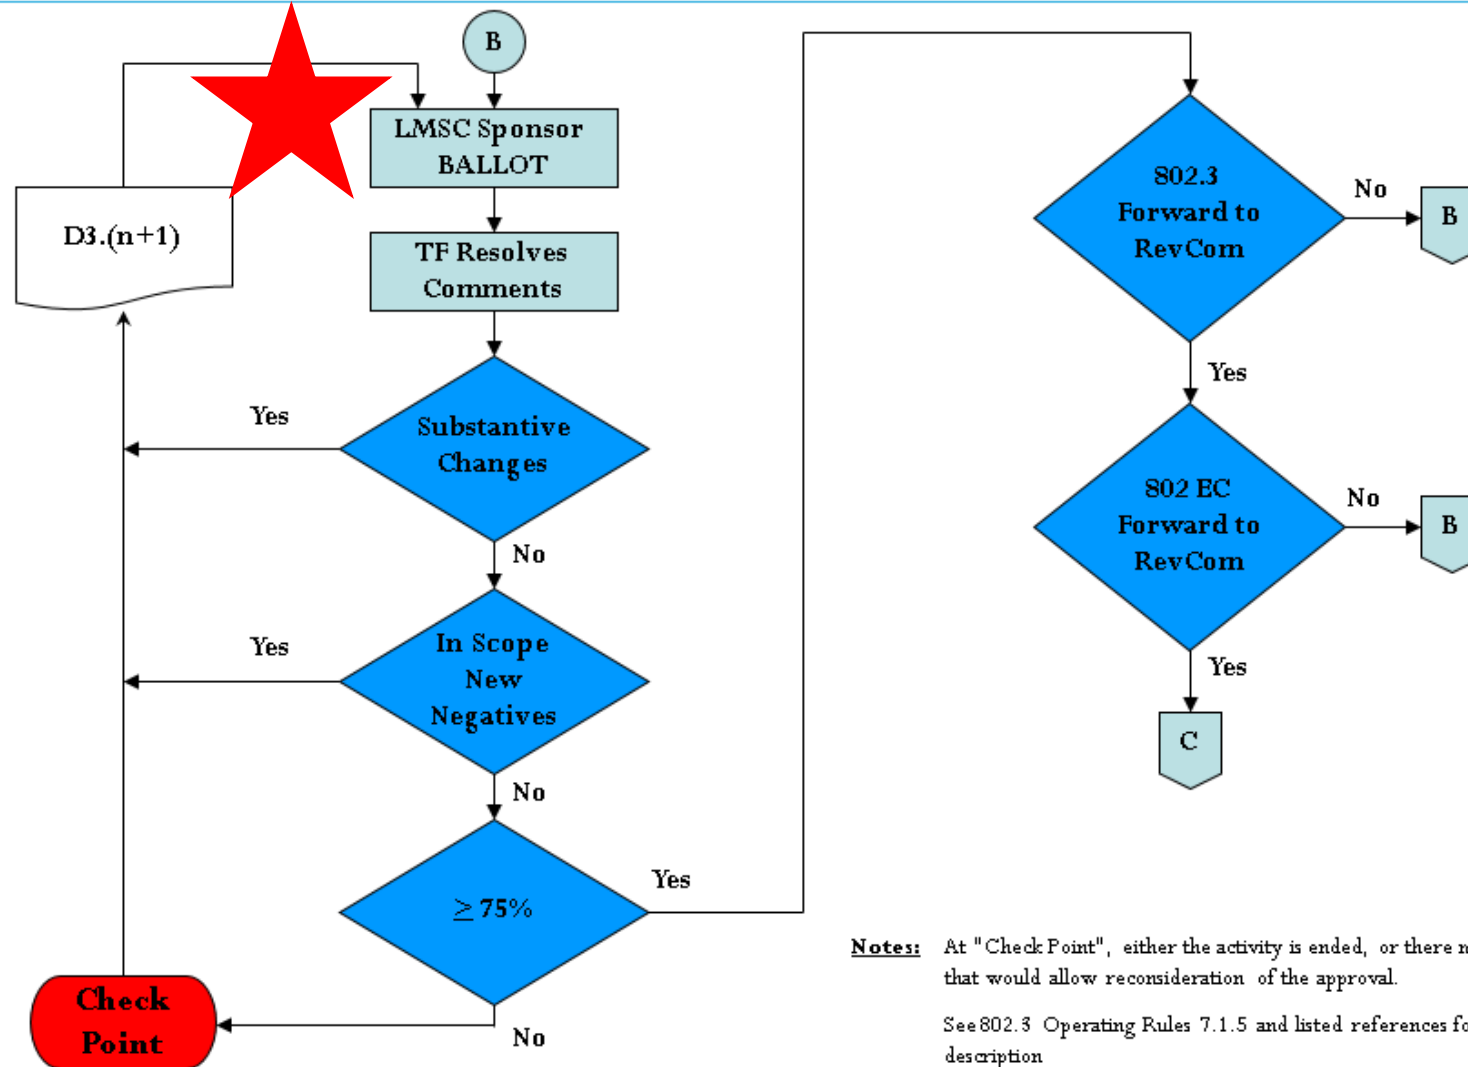 B
LMSC Sponsor
BALLOT
D3.(n+1)
TF Resolves
Comments
Yes
Substantive
Changes
No
Yes
In Scope
New
Negatives
No
≥ 75%
Yes
No
Check
Point
802.3
Forward to
RevCom
No
B
Yes
802 EC
Forward to
RevCom
No
B
Yes
C
Notes: At "Check Point", either the activity is ended, or there
that would allow reconsideration of the approval.
See 802.3 Operating Rules 7.1.5 and listed references
description